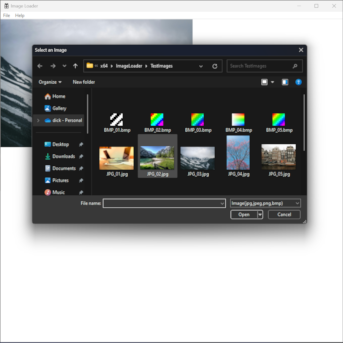 Image Loader
File Help
Select an Image
x64 > ImageLoader > TestImages
Search TestImages
Organize
New folder
Home
Gallery
dick - Personal
Desktop
Downloads
Documents
Pictures
Music
BMP_01.bmp
BMP_02.bmp
BMP_03.bmp
BMP_04.bmp
BMP_05.bmp
JPG_01.jpg
JPG_02.jpg
JPG_03.jpg
JPG_04.jpg
JPG_05.jpg
File name:
Image(jpg,jpeg,png,bmp)
Open
Cancel